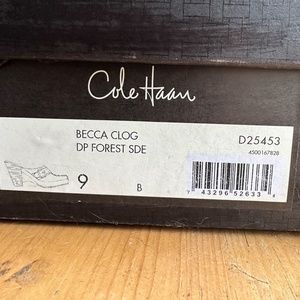 Cole Haan
BECCA CLOG
DP FOREST SDE
D25453
4500167828
9
B
7 43296 52633 4